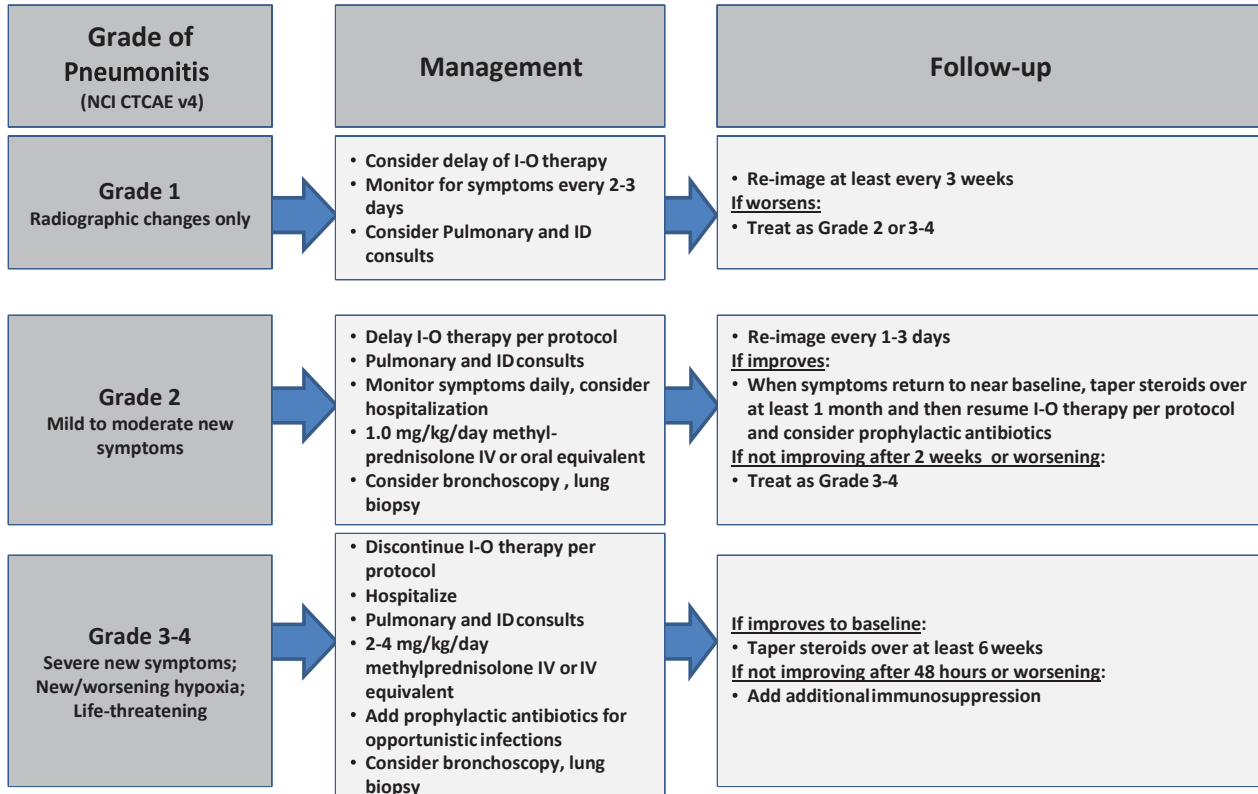 Grade of
Pneumonitis
(NCI CTCAE v4)
Management
Follow-up
Grade 1
Radiographic changes only
• Consider delay of I-O therapy
• Monitor for symptoms every 2-3
days
• Consider Pulmonary and ID
consults
• Re-image at least every 3 weeks
If worsens:
• Treat as Grade 2 or 3-4
Grade 2
Mild to moderate new
symptoms
• Delay I-O therapy per protocol
• Pulmonary and ID consults
• Monitor symptoms daily, consider
hospitalization
• 1.0 mg/kg/day methyl-
prednisolone IV or oral equivalent
• Consider bronchoscopy , lung
biopsy
• Re-image every 1-3 days
If improves:
• When symptoms return to near baseline, taper steroids over
at least 1 month and then resume I-O therapy per protocol
and consider prophylactic antibiotics
If not improving after 2 weeks or worsening:
• Treat as Grade 3-4
Grade 3-4
Severe new symptoms;
New/worsening hypoxia;
Life-threatening
• Discontinue I-O therapy per
protocol
• Hospitalize
• Pulmonary and ID consults
• 2-4 mg/kg/day
methylprednisolone IV or IV
equivalent
• Add prophylactic antibiotics for
opportunistic infections
• Consider bronchoscopy, lung
biopsy
If improves to baseline:
• Taper steroids over at least 6 weeks
If not improving after 48 hours or worsening:
• Add additional immunosuppression